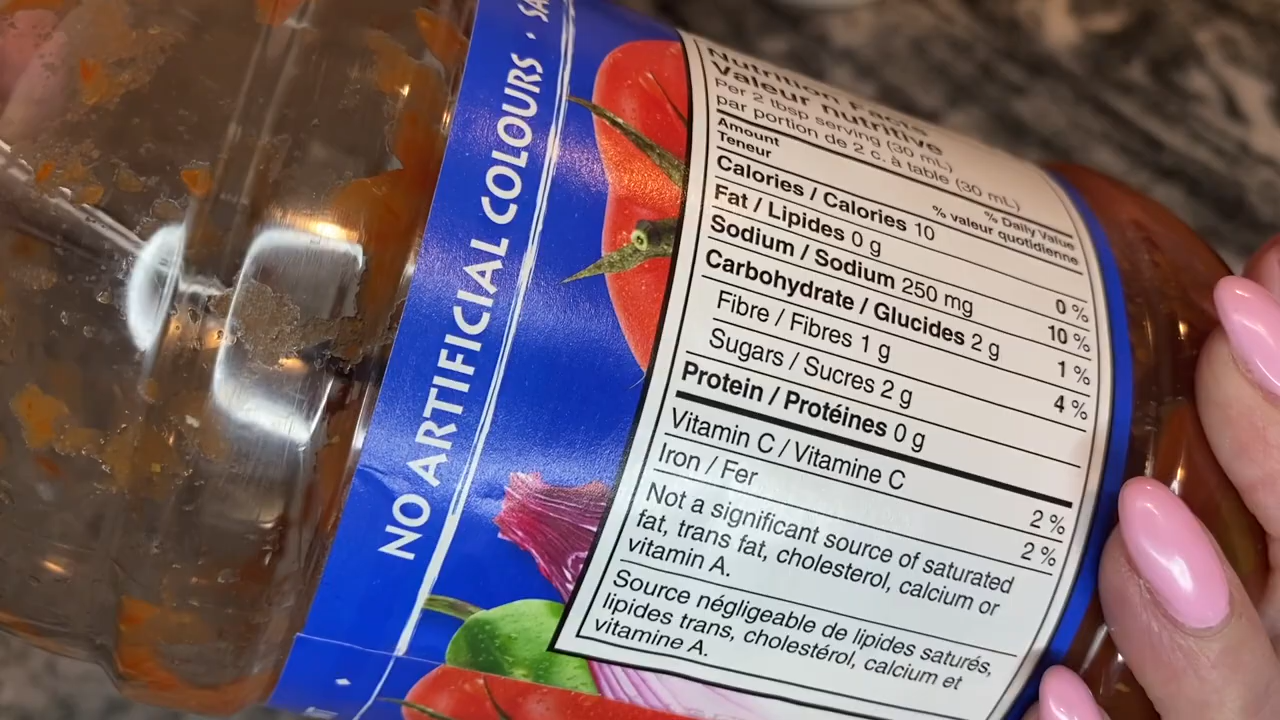 NO ARTIFICIAL COLOURS •
Nutrition Facts
Valeur nutritive
Per 2 tbsp serving (30 mL)
par portion de 2 c. à table (30 mL)
Amount
Teneur
% Daily Value
% valeur quotidienne
Calories / Calories 10
Fat / Lipides 0 g 0 %
Sodium / Sodium 250 mg 10 %
Carbohydrate / Glucides 2 g 1 %
Fibre / Fibres 1 g 4 %
Sugars / Sucres 2 g
Protein / Protéines 0 g
Vitamin C / Vitamine C 2 %
Iron / Fer 2 %
Not a significant source of saturated
fat, trans fat, cholesterol, calcium or
vitamin A.
Source négligeable de lipides saturés,
lipides trans, cholestérol, calcium et
vitamine A.